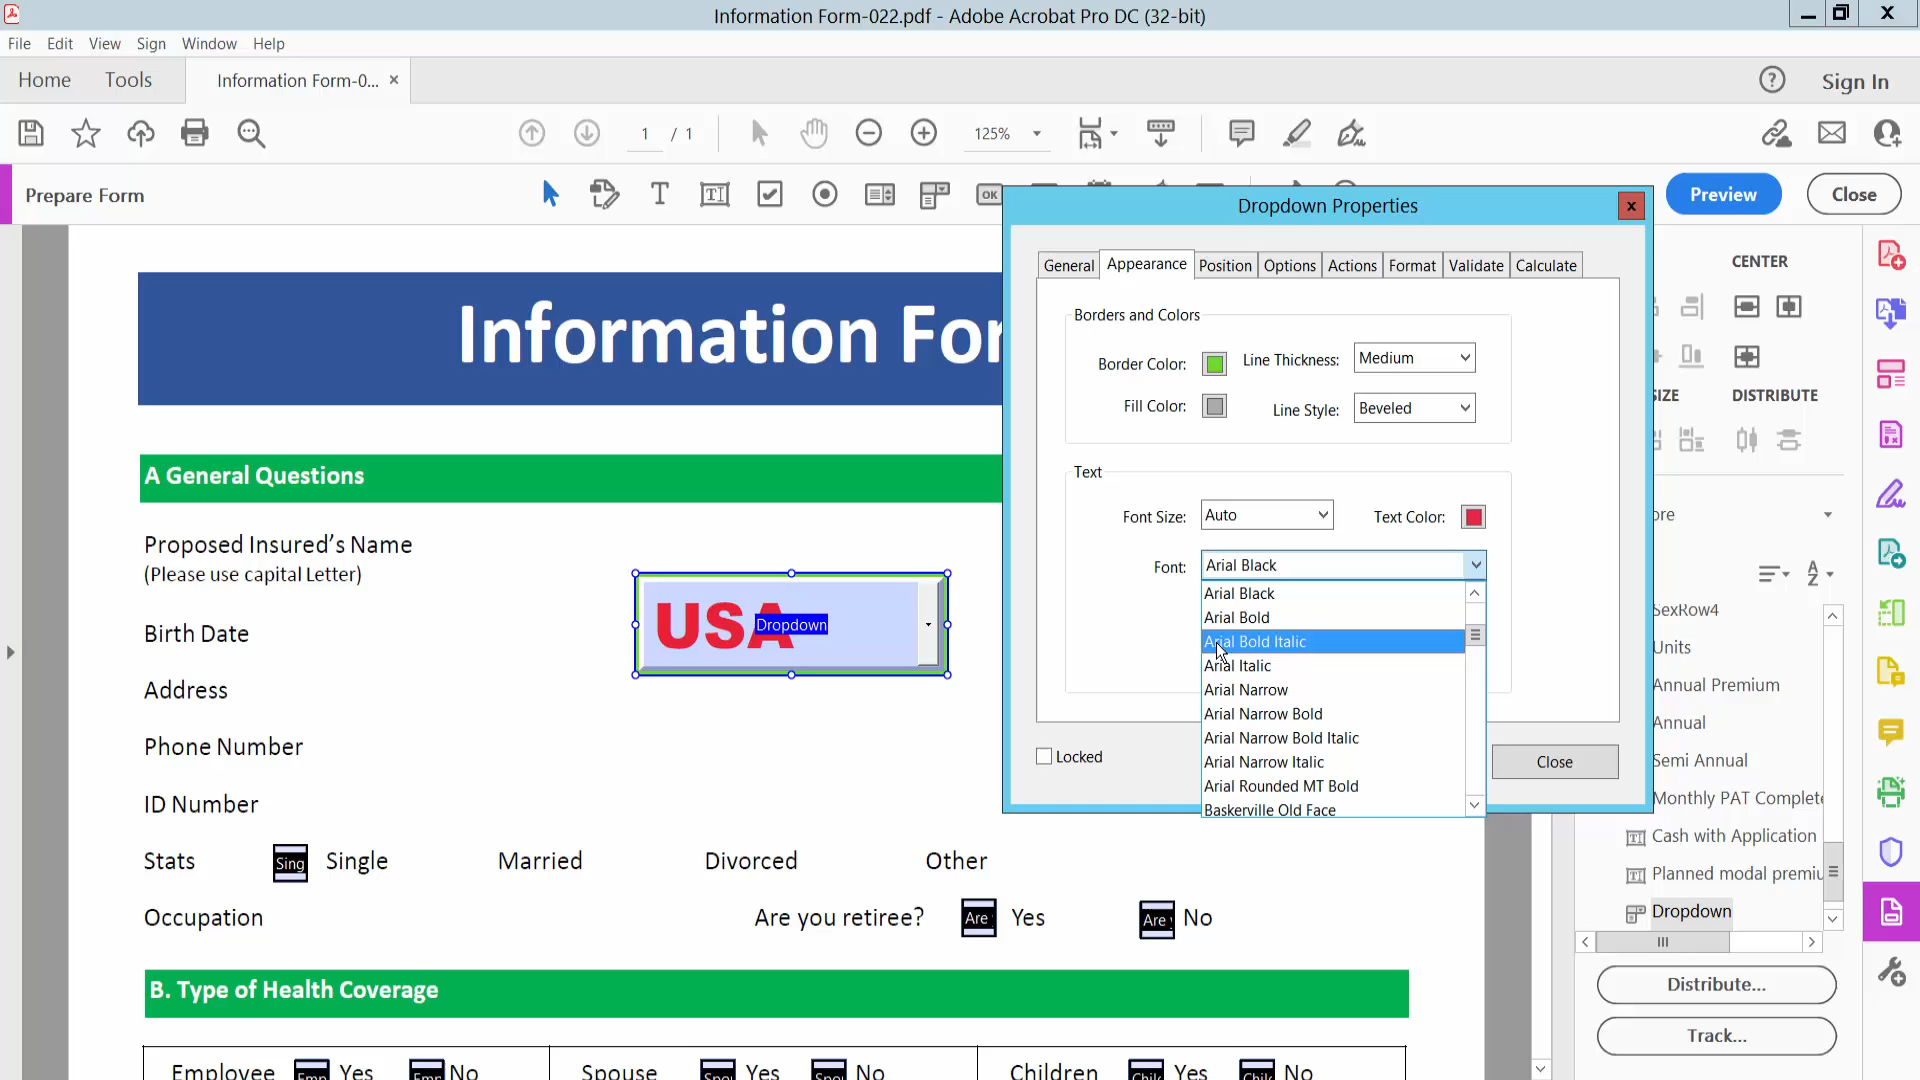 Information Form-022.pdf - Adobe Acrobat Pro DC (32-bit)
File Edit View Sign Window Help
Home Tools Information Form-0... × Sign In
1 / 1 125%
Prepare Form Preview Close
Information For
A General Questions
Proposed Insured’s Name
(Please use capital Letter)
Birth Date
Address
Phone Number
ID Number
USA
Dropdown
Stats Sing Single Married Divorced Other
Occupation Are you retiree? Are Yes Are No
B. Type of Health Coverage
Employee Yes No Spouse Yes No Children Yes No
Dropdown Properties
General Appearance Position Options Actions Format Validate Calculate
Borders and Colors
Border Color: Line Thickness: Medium
Fill Color: Line Style: Beveled
Text
Font Size: Auto Text Color:
Font: Arial Black
Arial Black
Arial Bold
Arial Bold Italic
Arial Italic
Arial Narrow
Arial Narrow Bold
Arial Narrow Bold Italic
Arial Narrow Italic
Arial Rounded MT Bold
Baskerville Old Face
Locked
Close
OK
CENTER
DISTRIBUTE
SexRow4
Units
Annual Premium
Annual
Semi Annual
Monthly PAT Complet
Cash with Application
Planned modal premiu
Dropdown
Distribute...
Track...